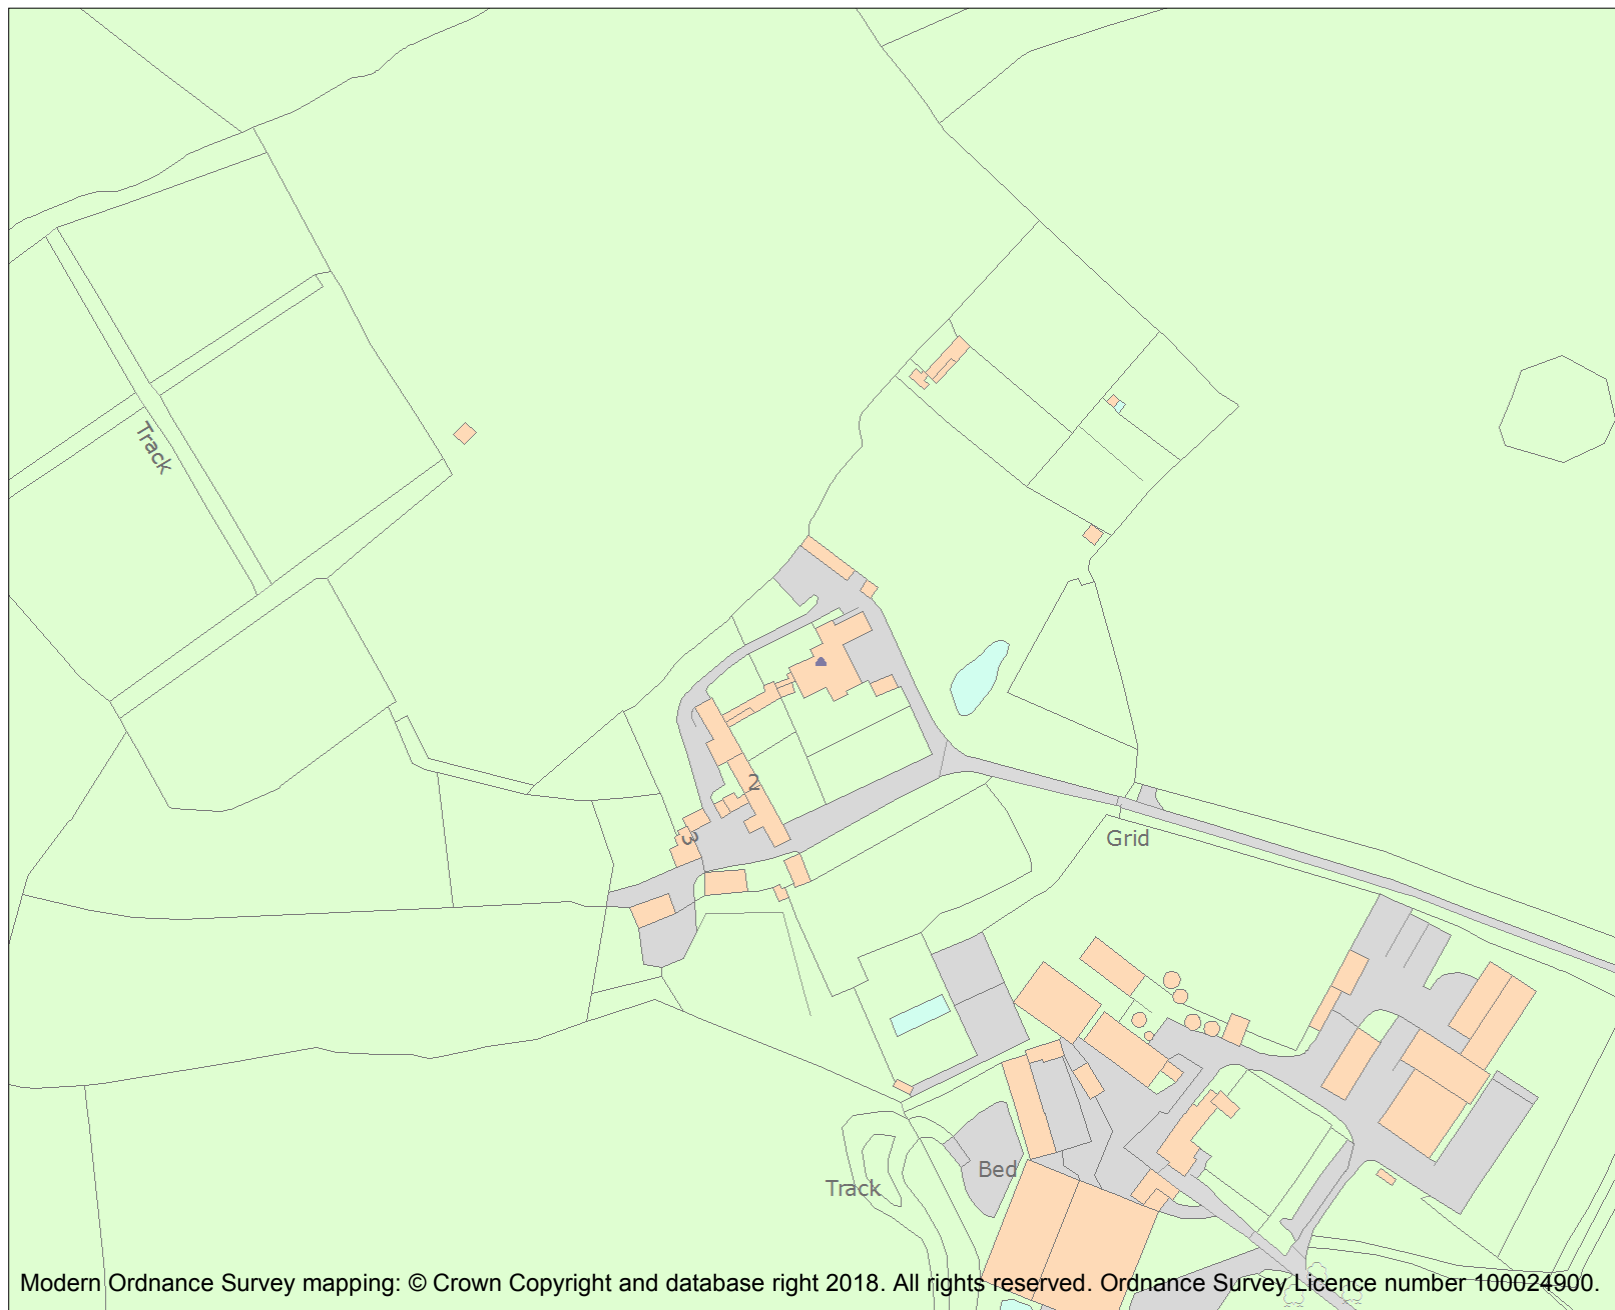 Track
2
3
Grid
Bed
Track
Modern Ordnance Survey mapping: © Crown Copyright and database right 2018. All rights reserved. Ordnance Survey Licence number 100024900.